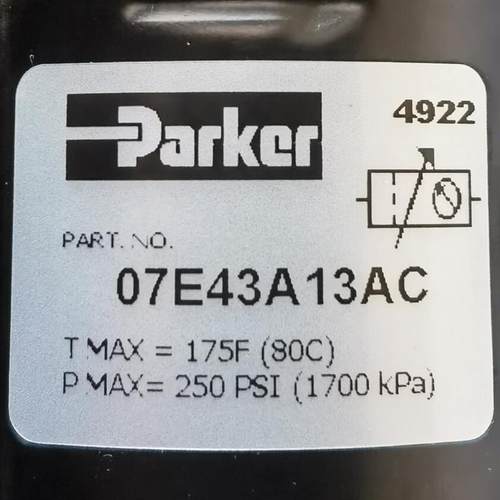 Parker
4922
PART. NO.
07E43A13AC
T MAX = 175F (80C)
P MAX= 250 PSI (1700 kPa)